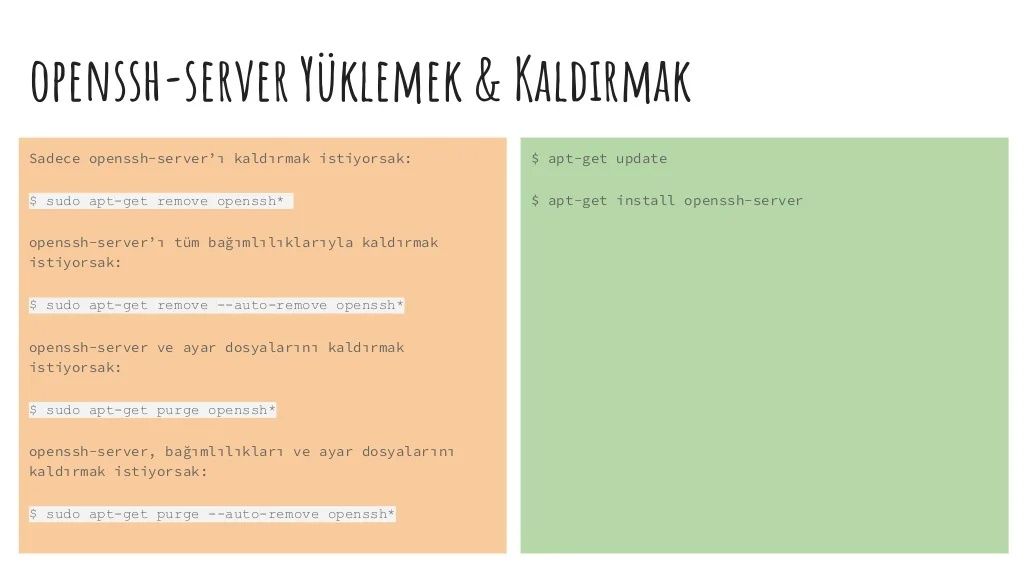 openssh-server Yüklemek & Kaldırmak
Sadece openssh-server’ı kaldırmak istiyorsak:
$ sudo apt-get remove openssh*
openssh-server’ı tüm bağımlılıklarıyla kaldırmak
istiyorsak:
$ sudo apt-get remove --auto-remove openssh*
openssh-server ve ayar dosyalarını kaldırmak
istiyorsak:
$ sudo apt-get purge openssh*
openssh-server, bağımlılıkları ve ayar dosyalarını
kaldırmak istiyorsak:
$ sudo apt-get purge --auto-remove openssh*
$ apt-get update
$ apt-get install openssh-server